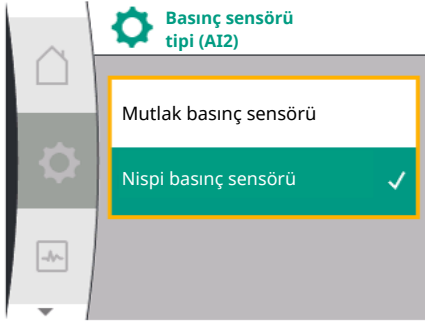 Basınç sensörü
tipi (AI2)
Mutlak basınç sensörü
Nispi basınç sensörü